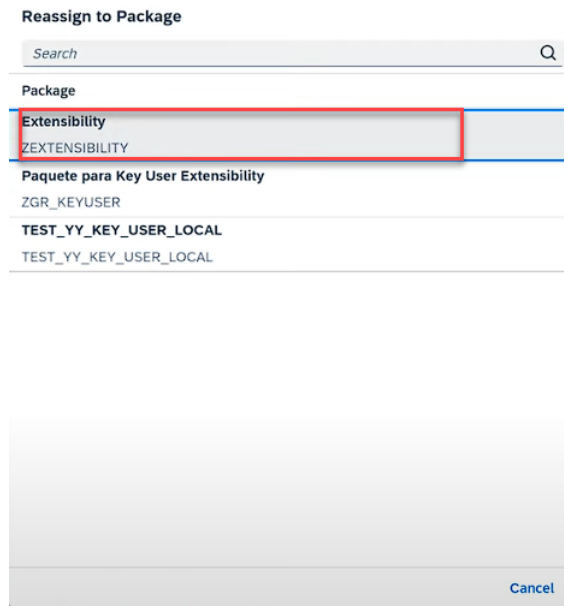 Reassign to Package
Search
Package
Extensibility
ZEXTENSIBILITY
Paquete para Key User Extensibility
ZGR_KEYUSER
TEST_YY_KEY_USER_LOCAL
TEST_YY_KEY_USER_LOCAL
Cancel